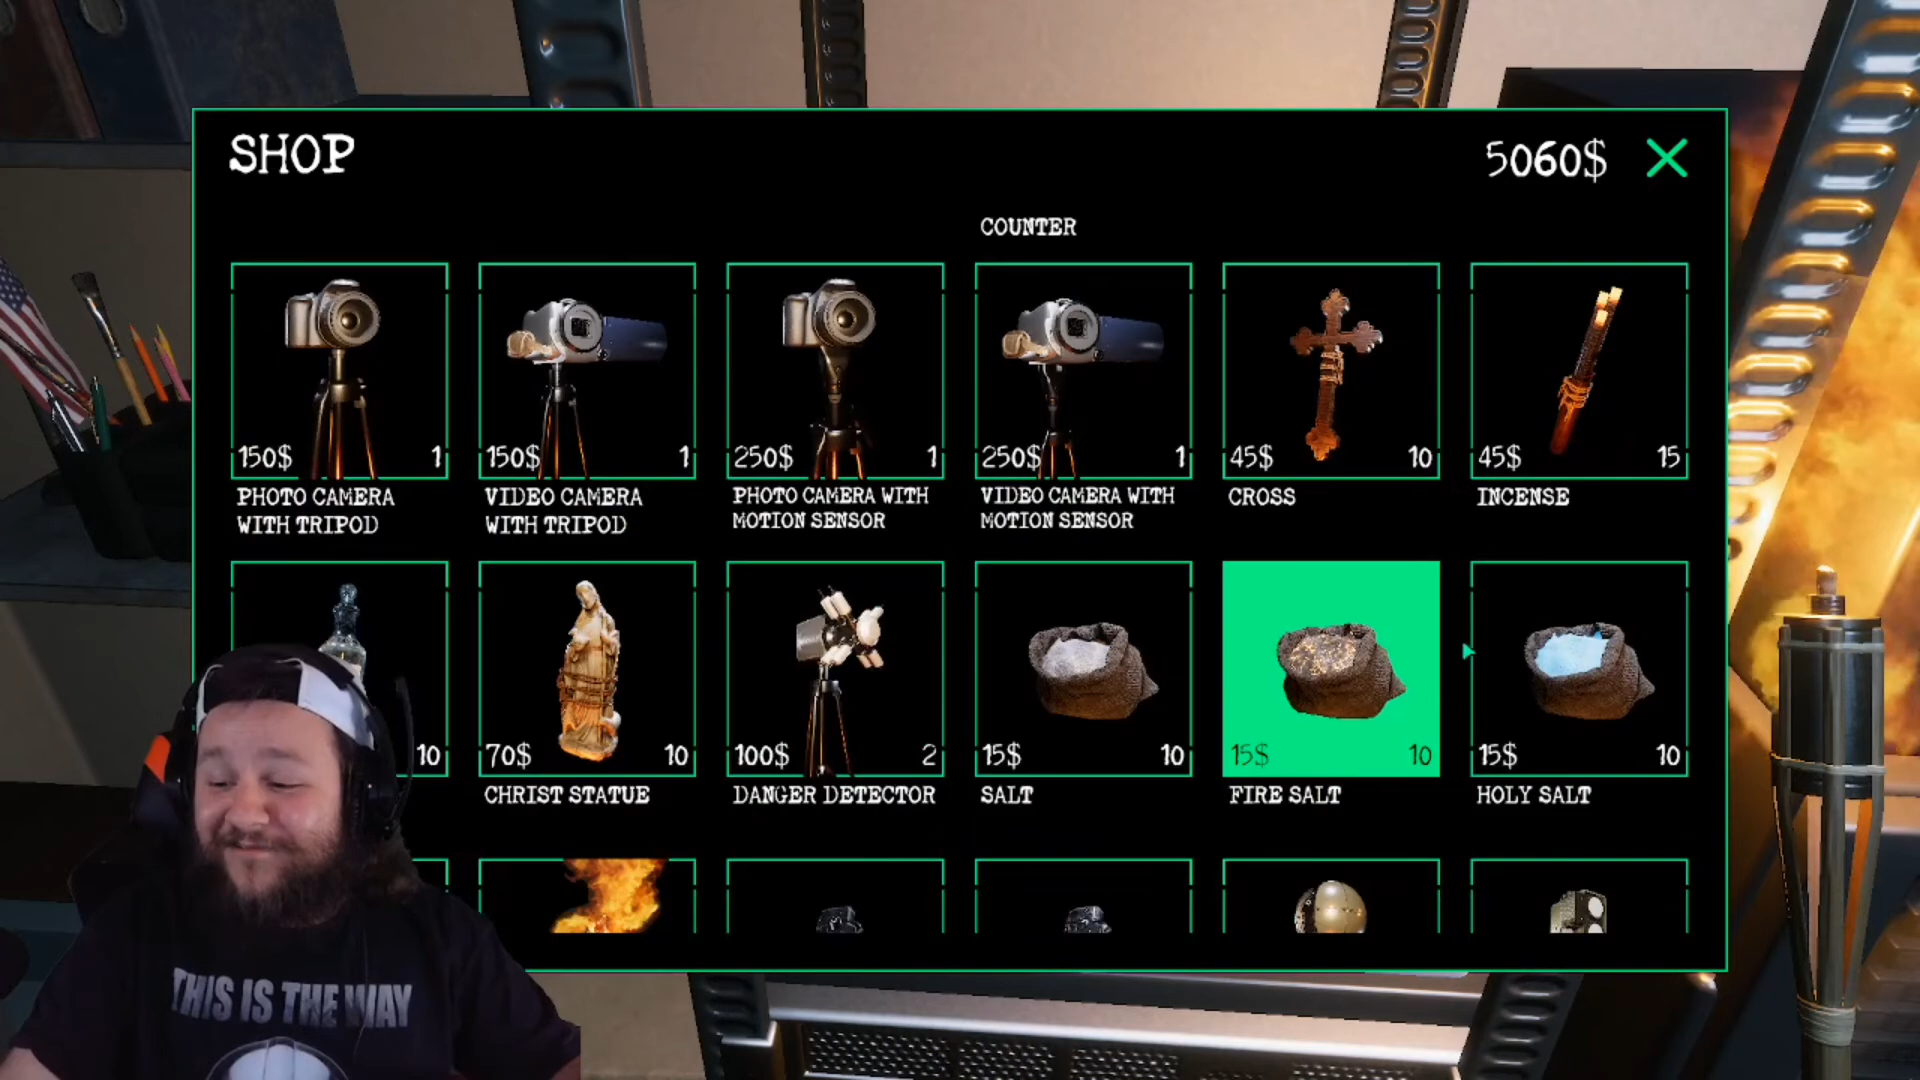 SHOP
5060$
COUNTER
150$ 1
150$ 1
250$ 1
250$ 1
45$ 10
45$ 15
PHOTO CAMERA
WITH TRIPOD
VIDEO CAMERA
WITH TRIPOD
PHOTO CAMERA WITH
MOTION SENSOR
VIDEO CAMERA WITH
MOTION SENSOR
CROSS
INCENSE
10
70$ 10
100$ 2
15$ 10
15$ 10
15$ 10
CHRIST STATUE
DANGER DETECTOR
SALT
FIRE SALT
HOLY SALT
THIS IS THE WAY